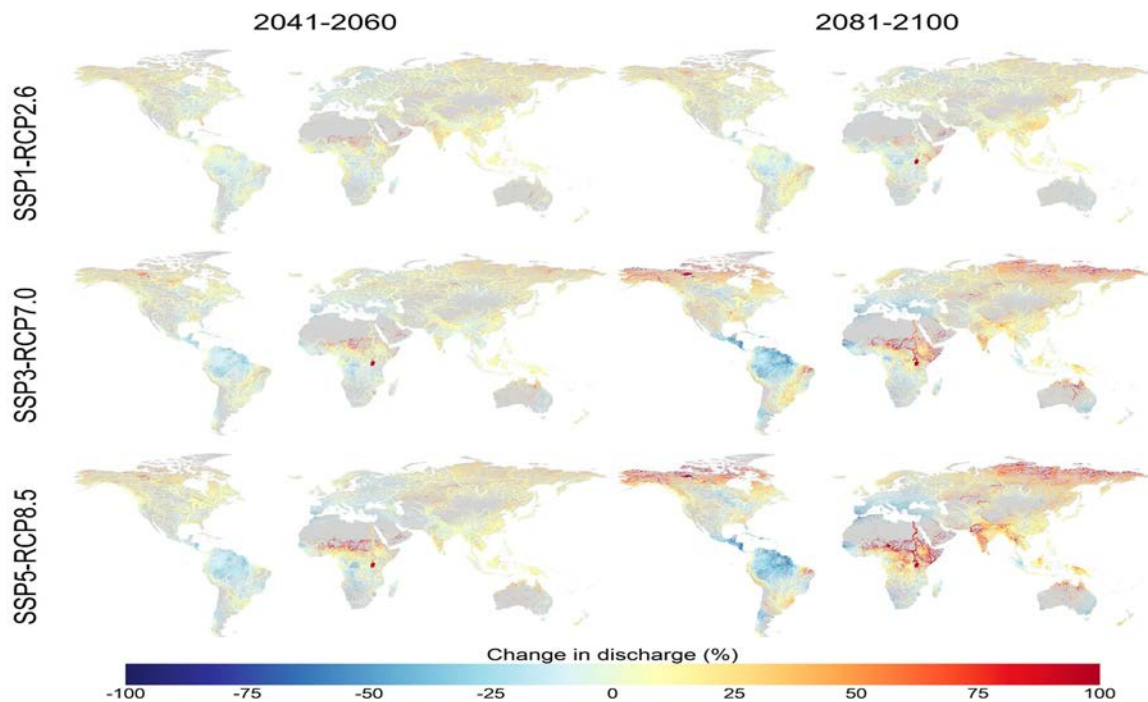 2041-2060 2081-2100
SSP1-RCP2.6
SSP3-RCP7.0
SSP5-RCP8.5
Change in discharge (%)
-100 -75 -50 -25 0 25 50 75 100